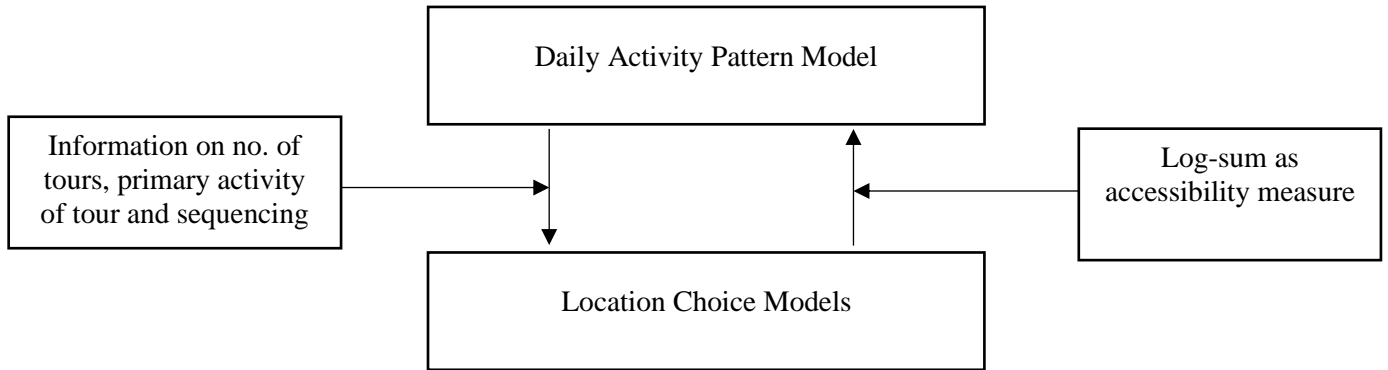 Daily Activity Pattern Model
Information on no. of
tours, primary activity
of tour and sequencing
Log-sum as
accessibility measure
Location Choice Models